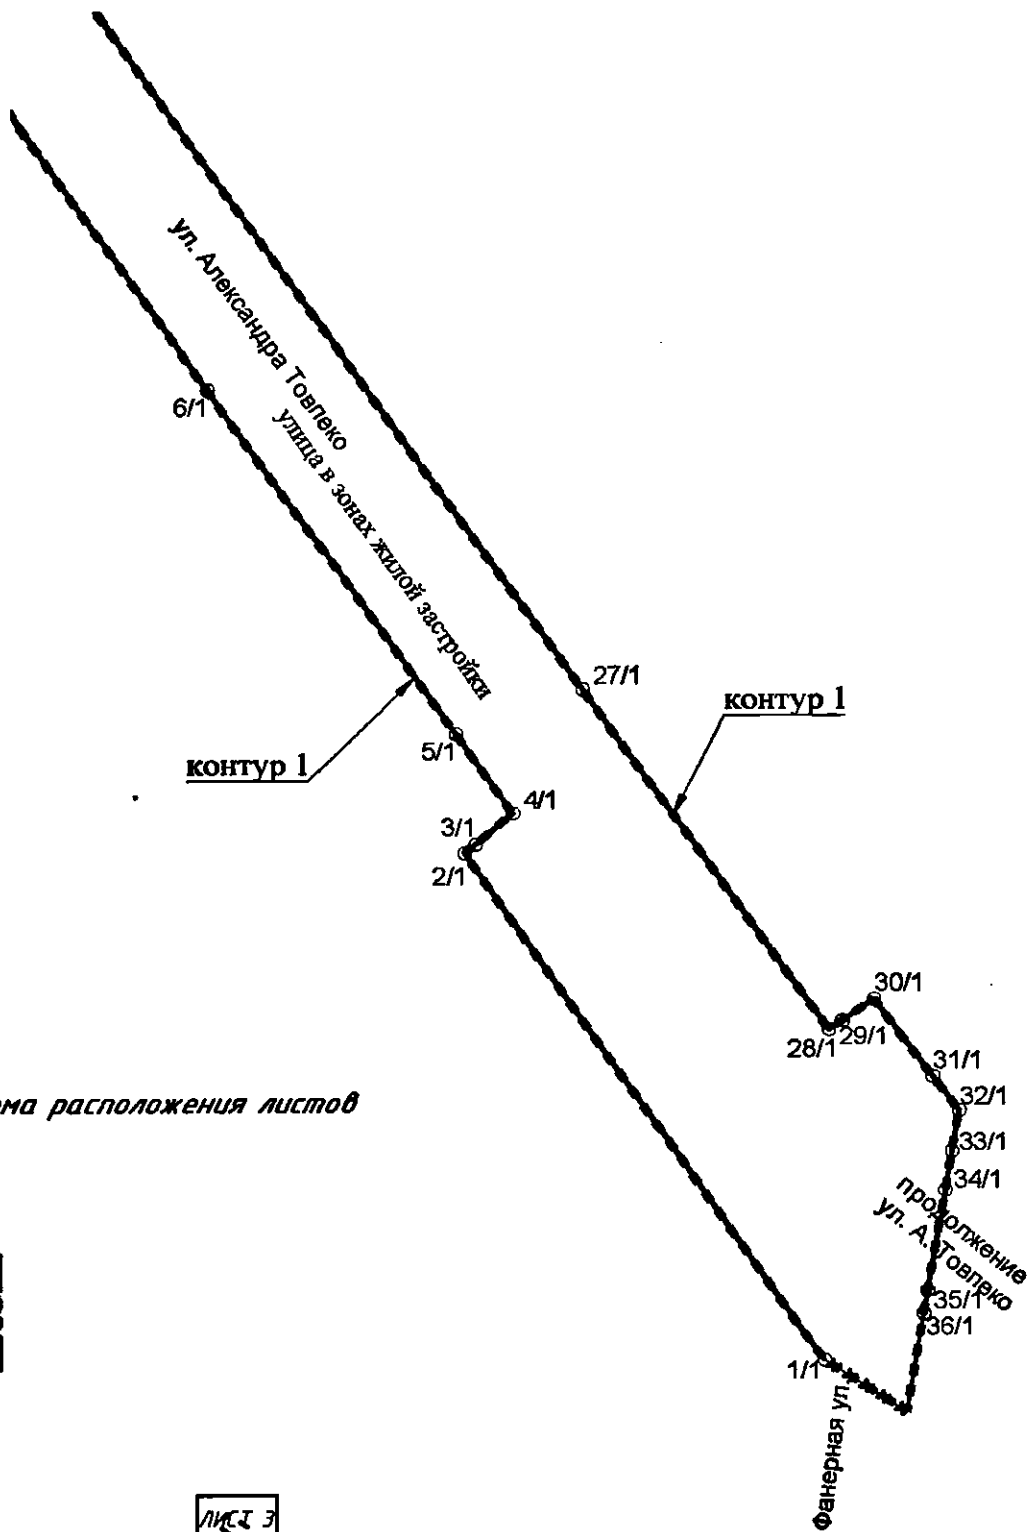 ул. Александра Товпеко
улица в зонах жилой застройки
6/1
27/1
контур 1
5/1
контур 1
4/1
3/1
2/1
30/1
29/1
28/1
31/1
32/1
расположения листов
33/1
34/1
продолжение
ул. А. Товпеко
35/1
36/1
1/1
Фанерная ул.
ЛИСТ 3